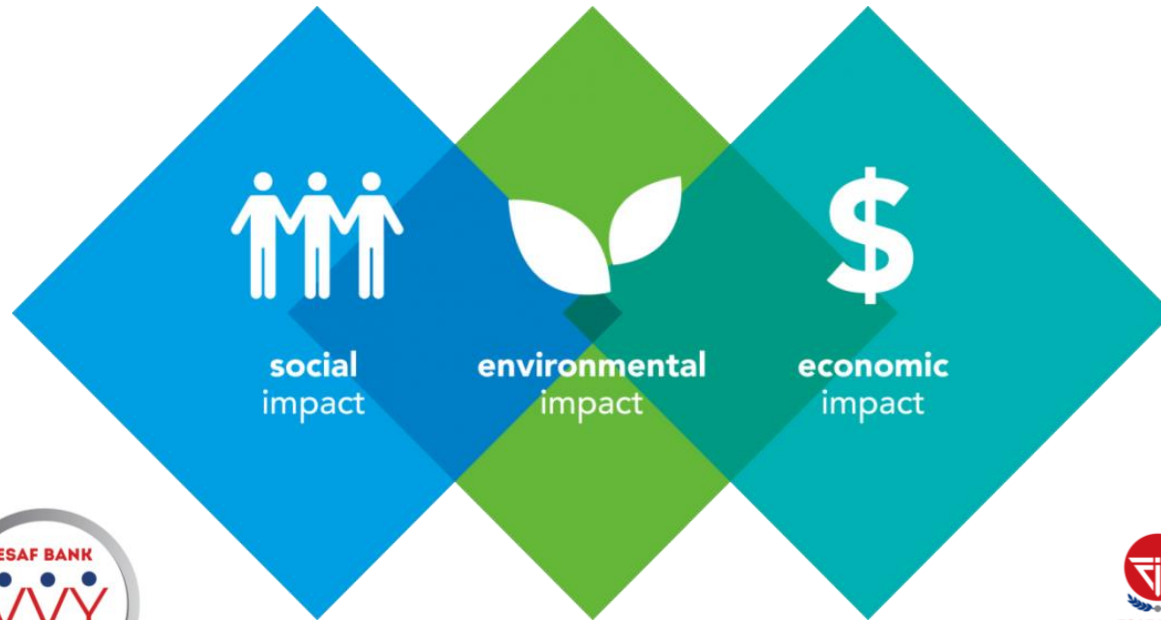 $
social
impact
environmental
impact
economic
impact
ESAF BANK